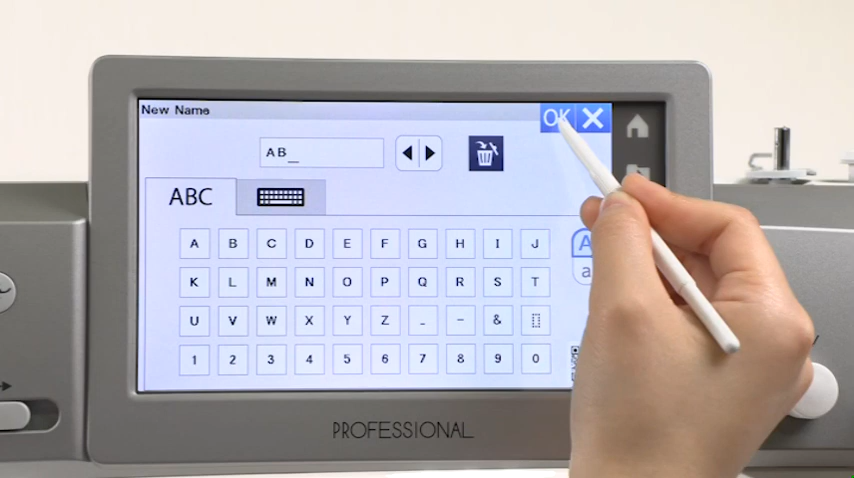 New Name
OK X
AB_
ABC
A B C D E F G H I J
A
K L M N O P Q R S T
a
U V W X Y Z _ - &
1 2 3 4 5 6 7 8 9 0
PROFESSIONAL